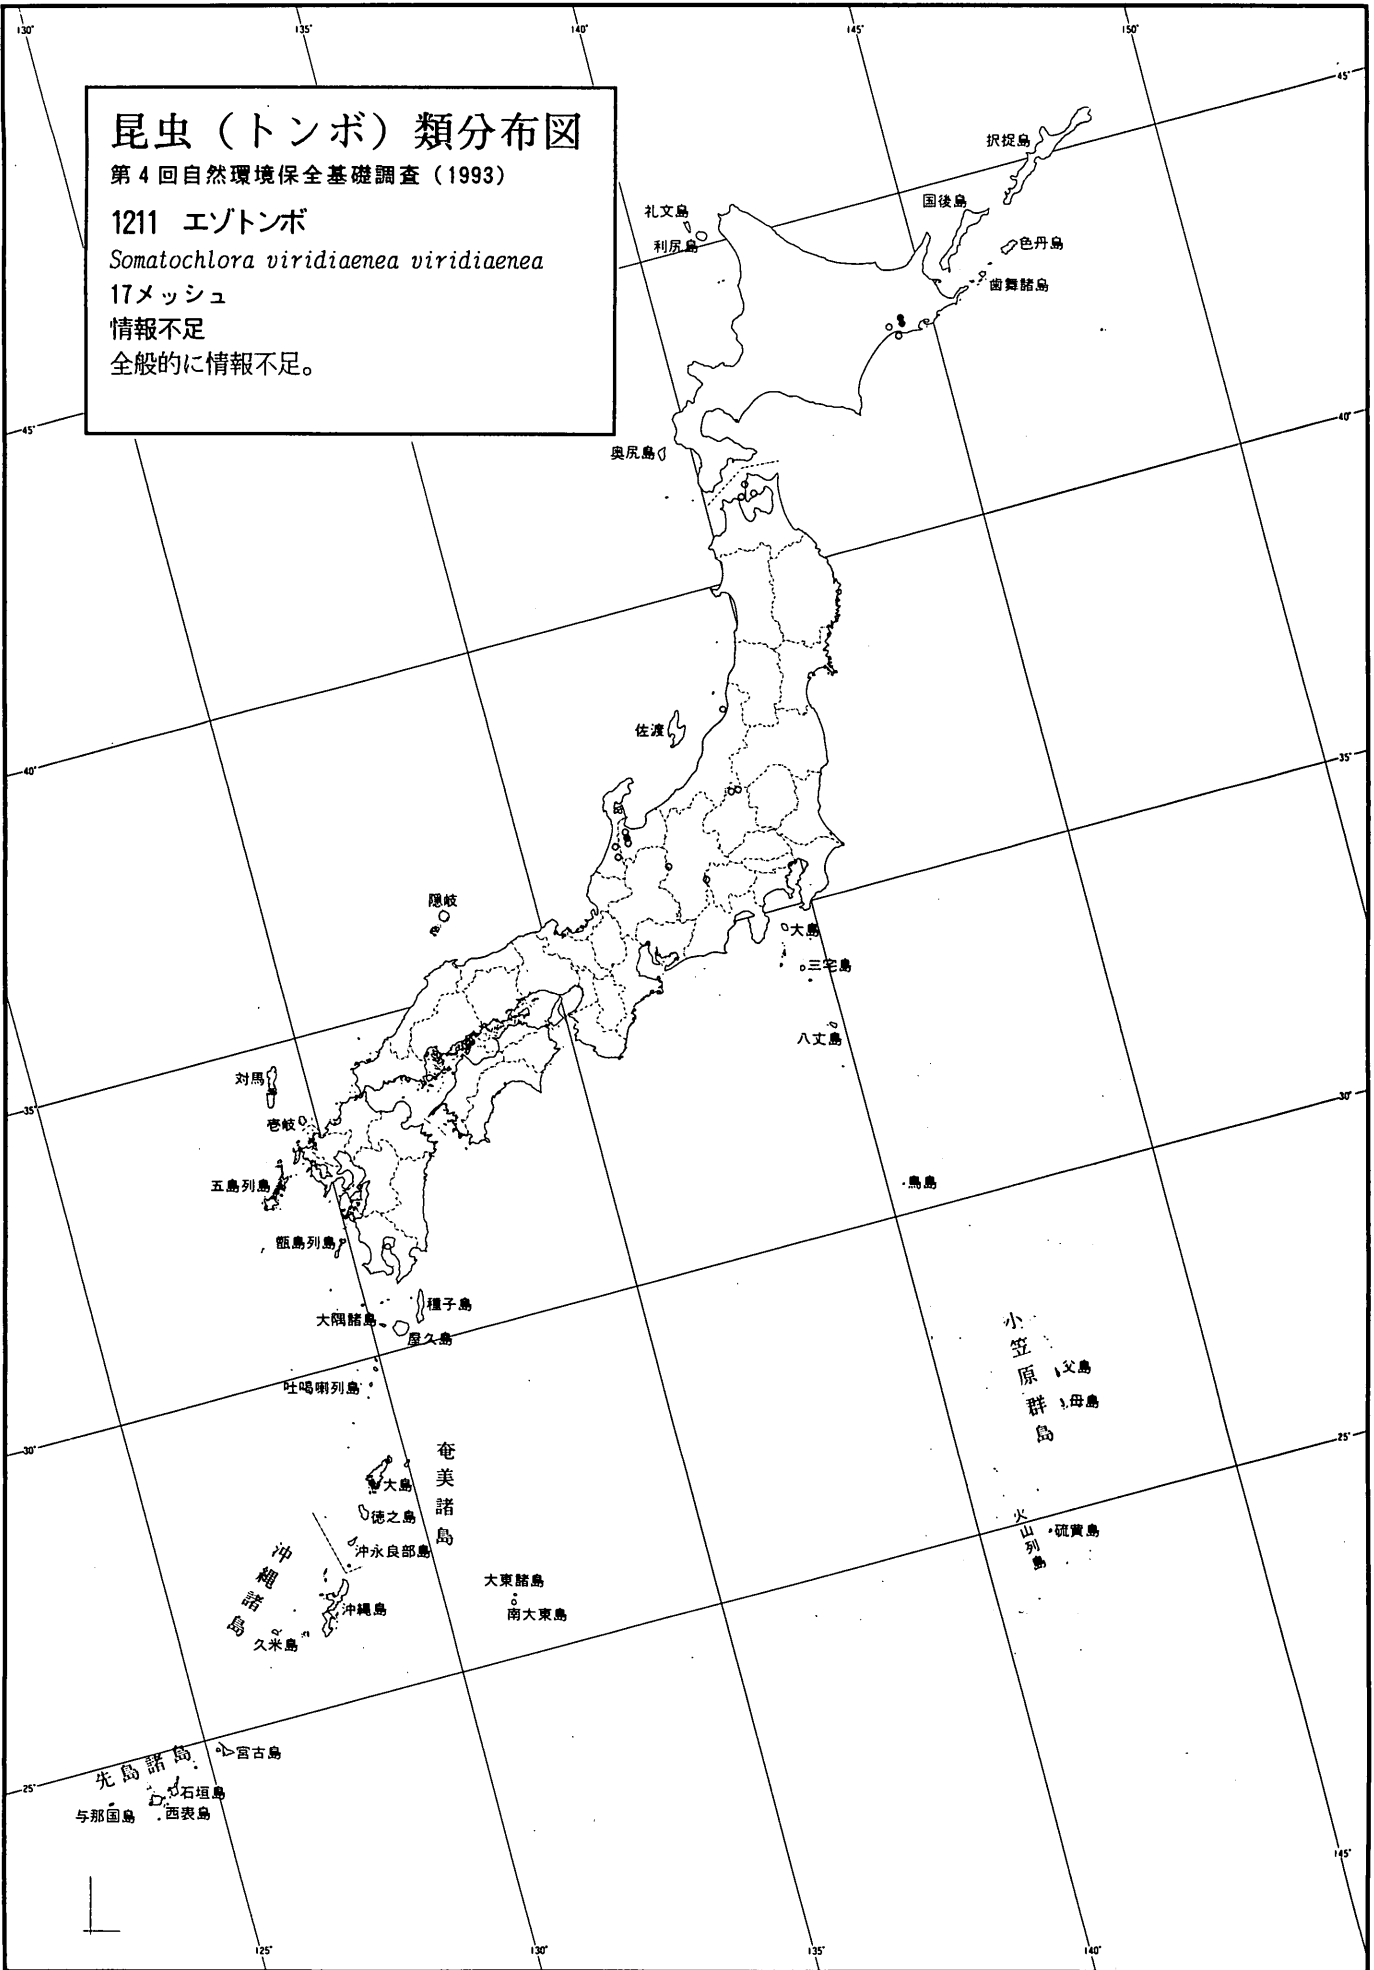 130°
135°
140°
145°
150°
昆虫（トンボ）類分布図
第4回自然環境保全基礎調査（1993）
1211 エゾトンボ
Somatochlora viridiaenea viridiaenea
17メッシュ
情報不足
全般的に情報不足。
45°
択捉島
国後島
礼文島
利尻島
色丹島
歯舞諸島
40°
45°
奥尻島
佐渡
35°
40°
隠岐
大島
三宅島
八丈島
対馬
壱岐
35°
30°
五島列島
鳥島
甑島列島
種子島
大隅諸島
屋久島
吐噶喇列島
小笠原群島
父島
母島
30°
25°
奄美諸島
大島
徳之島
沖永良部島
火山列島
硫黄島
沖縄諸島
沖縄島
久米島
大東諸島
南大東島
先島諸島
宮古島
石垣島
西表島
与那国島
25°
145°
125°
130°
135°
140°